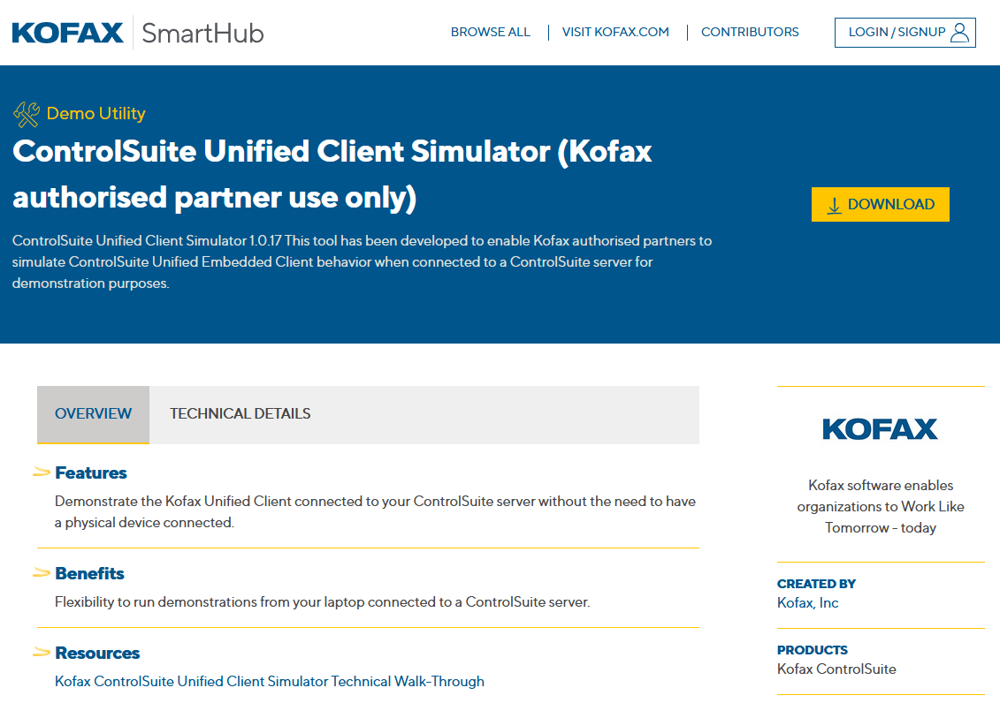 KOFAX SmartHub
BROWSE ALL
VISIT KOFAX.COM
CONTRIBUTORS
LOGIN / SIGNUP
Demo Utility
ControlSuite Unified Client Simulator (Kofax
authorised partner use only)
ControlSuite Unified Client Simulator 1.0.17 This tool has been developed to enable Kofax authorised partners to
simulate ControlSuite Unified Embedded Client behavior when connected to a ControlSuite server for
demonstration purposes.
DOWNLOAD
OVERVIEW
TECHNICAL DETAILS
Features
Demonstrate the Kofax Unified Client connected to your ControlSuite server without the need to have
a physical device connected.
Benefits
Flexibility to run demonstrations from your laptop connected to a ControlSuite server.
Resources
Kofax ControlSuite Unified Client Simulator Technical Walk-Through
KOFAX
Kofax software enables
organizations to Work Like
Tomorrow - today
CREATED BY
Kofax, Inc
PRODUCTS
Kofax ControlSuite